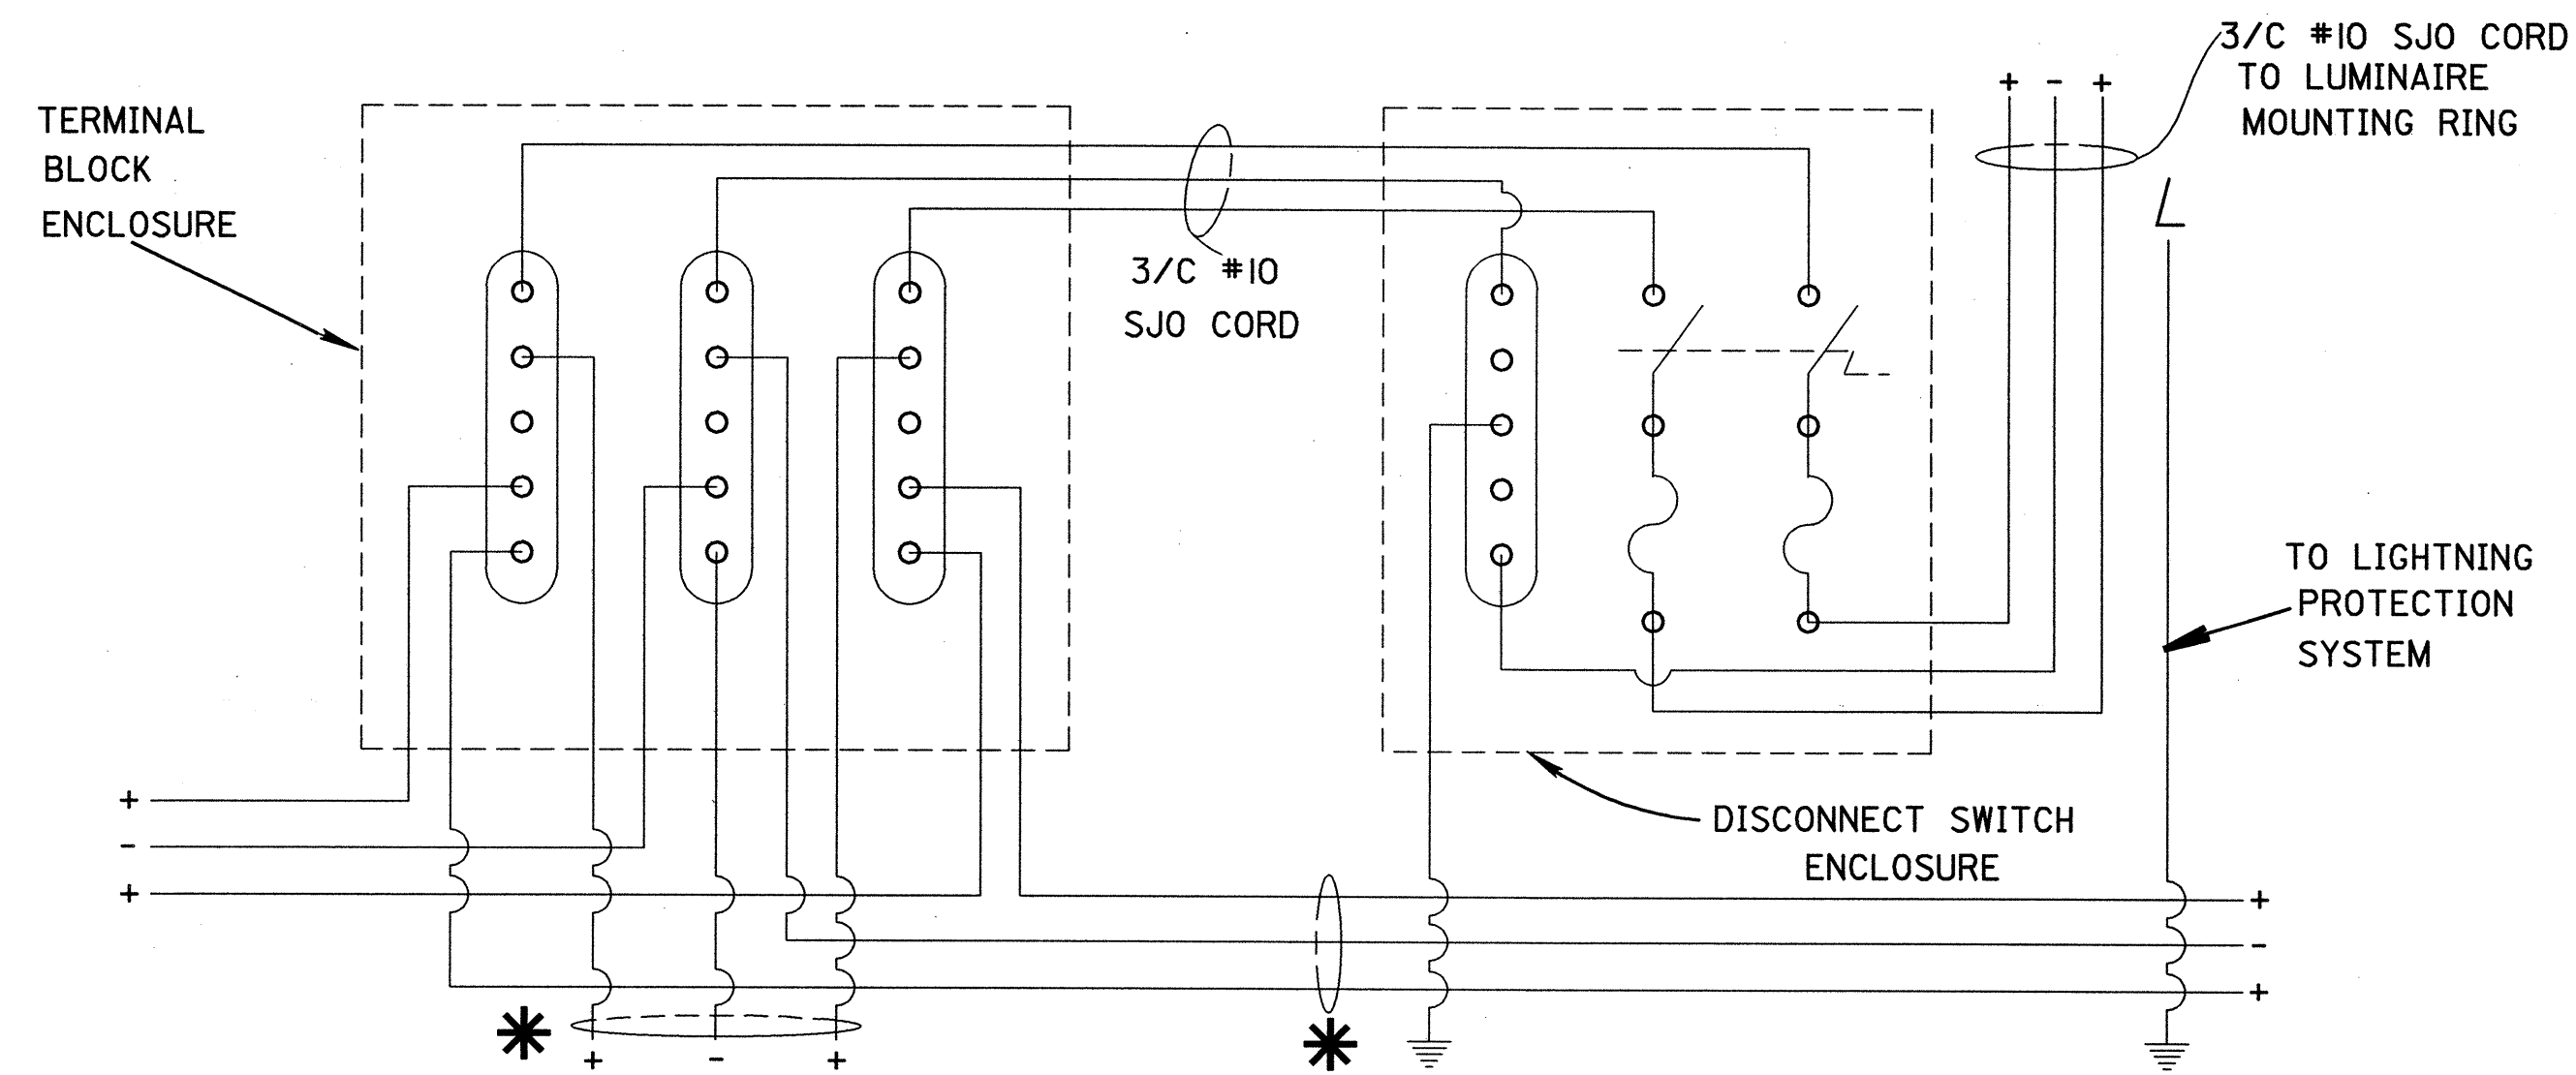 TERMINAL
BLOCK
ENCLOSURE
3/C #10
SJO CORD
3/C #10 SJO CORD
TO LUMINAIRE
MOUNTING RING
+ - +
TO LIGHTNING
PROTECTION
SYSTEM
DISCONNECT SWITCH
ENCLOSURE
+
-
+
+
-
+
* + - +
*